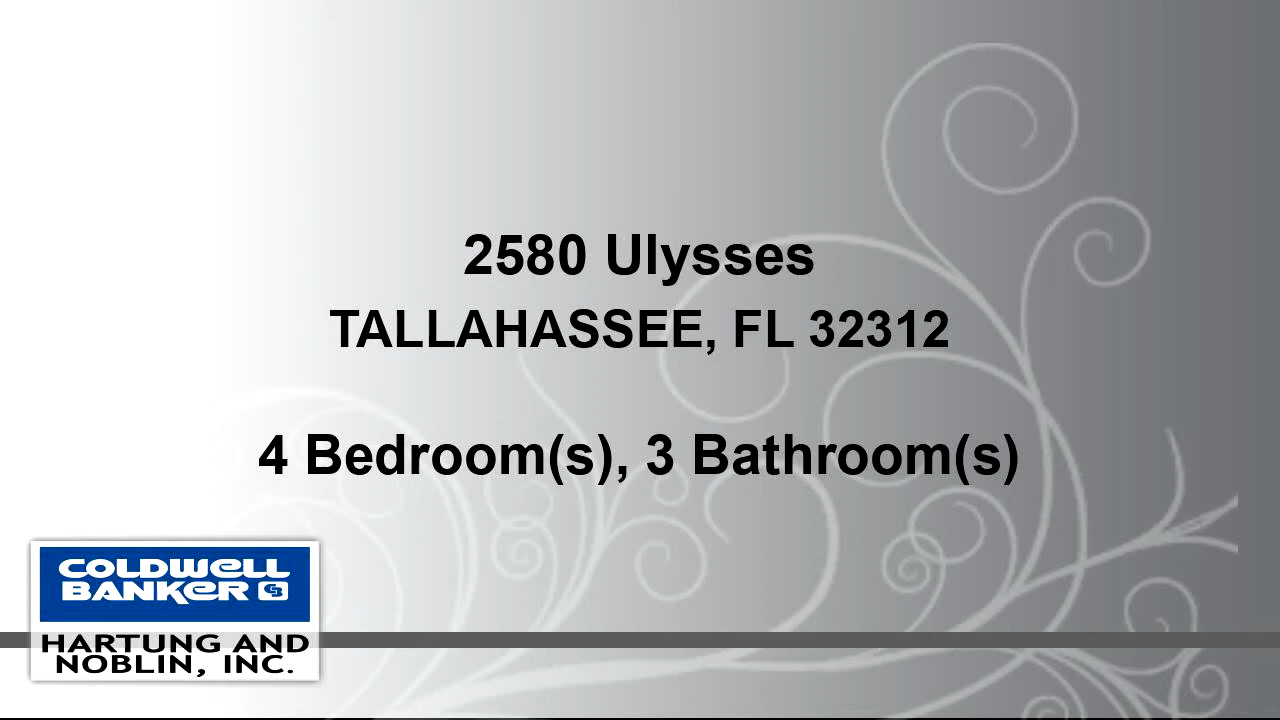 2580 Ulysses
TALLAHASSEE, FL 32312
4 Bedroom(s), 3 Bathroom(s)
COLDWELL
BANKER
HARTUNG AND
NOBLIN, INC.